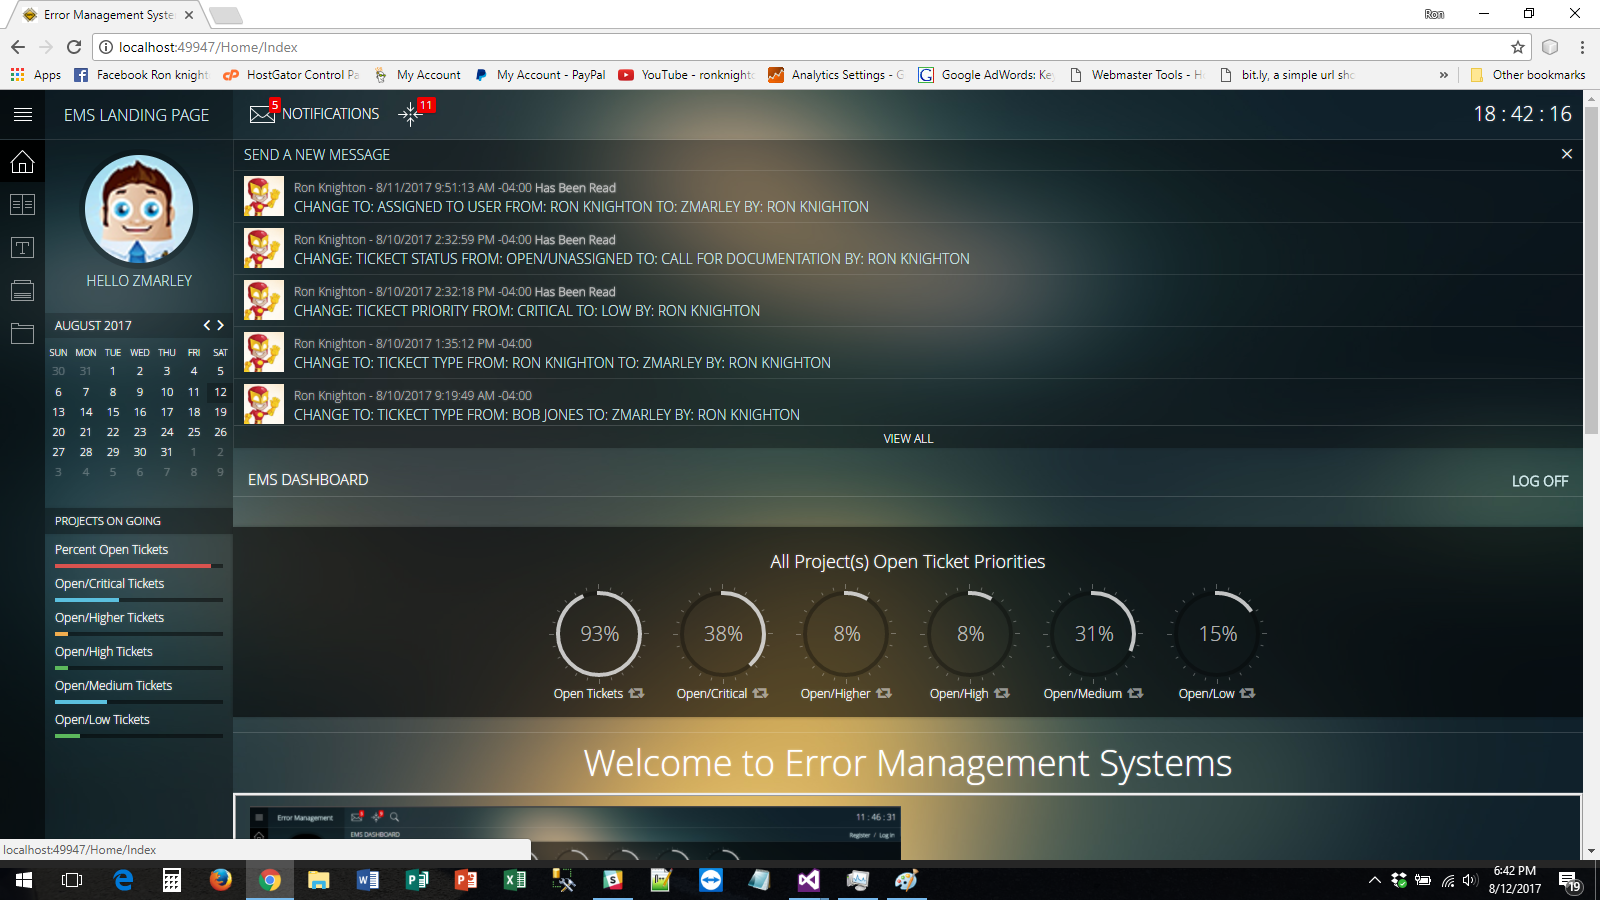 Error Management Syste
Ron
localhost:49947/Home/Index
Apps
Facebook Ron knight
HostGator Control Pa
My Account
My Account - PayPal
YouTube - ronknight
Analytics Settings - G
Google AdWords: Ke
Webmaster Tools - H
bit.ly, a simple url sh
»
Other bookmarks
EMS LANDING PAGE
5
NOTIFICATIONS
11
18 : 42 : 16
HELLO ZMARLEY
AUGUST 2017
SUN MON TUE WED THU FRI SAT
30 31 1 2 3 4 5
6 7 8 9 10 11 12
13 14 15 16 17 18 19
20 21 22 23 24 25 26
27 28 29 30 31 1 2
3 4 5 6 7 8 9
PROJECTS ON GOING
Percent Open Tickets
Open/Critical Tickets
Open/Higher Tickets
Open/High Tickets
Open/Medium Tickets
Open/Low Tickets
SEND A NEW MESSAGE
Ron Knighton - 8/11/2017 9:51:13 AM -04:00 Has Been Read
CHANGE TO: ASSIGNED TO USER FROM: RON KNIGHTON TO: ZMARLEY BY: RON KNIGHTON
Ron Knighton - 8/10/2017 2:32:59 PM -04:00 Has Been Read
CHANGE: TICKECT STATUS FROM: OPEN/UNASSIGNED TO: CALL FOR DOCUMENTATION BY: RON KNIGHTON
Ron Knighton - 8/10/2017 2:32:18 PM -04:00 Has Been Read
CHANGE: TICKECT PRIORITY FROM: CRITICAL TO: LOW BY: RON KNIGHTON
Ron Knighton - 8/10/2017 1:35:12 PM -04:00
CHANGE TO: TICKECT TYPE FROM: RON KNIGHTON TO: ZMARLEY BY: RON KNIGHTON
Ron Knighton - 8/10/2017 9:19:49 AM -04:00
CHANGE TO: TICKECT TYPE FROM: BOB JONES TO: ZMARLEY BY: RON KNIGHTON
VIEW ALL
EMS DASHBOARD
LOG OFF
All Project(s) Open Ticket Priorities
93% 38% 8% 8% 31% 15%
Open Tickets Open/Critical Open/Higher Open/High Open/Medium Open/Low
Welcome to Error Management Systems
Error Management
11 : 46 : 31
EMS DASHBOARD
Register / Log in
localhost:49947/Home/Index
6:42 PM
8/12/2017
19